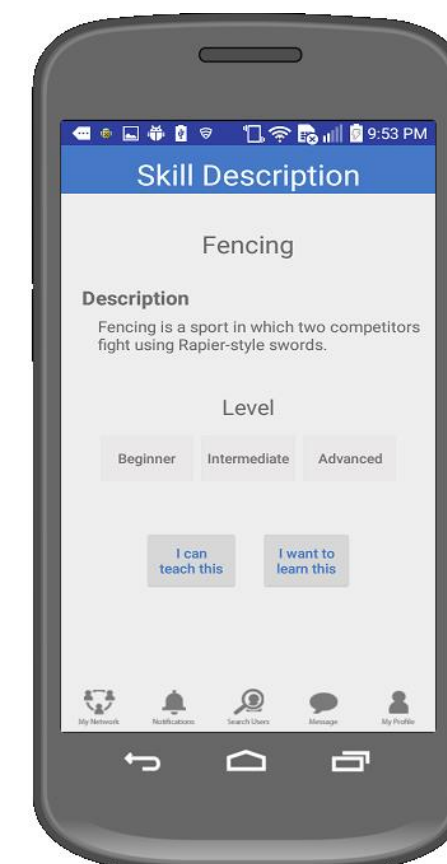 9:53 PM
Skill Description
Fencing
Description
Fencing is a sport in which two competitors
fight using Rapier-style swords.
Level
Beginner Intermediate Advanced
I can
teach this
I want to
learn this
My Network Notifications Search Users Message My Profile